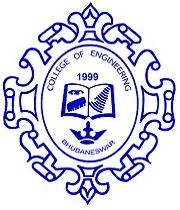 COLLEGE OF ENGINEERING
1999
BHUBANESWAR